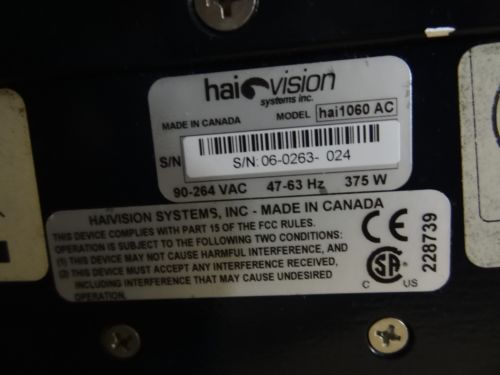 hai vision
systems inc.
MADE IN CANADA MODEL hai1060 AC
S/N S/N: 06-0263- 024
90-264 VAC 47-63 Hz 375 W
HAIVISION SYSTEMS, INC - MADE IN CANADA
THIS DEVICE COMPLIES WITH PART 15 OF THE FCC RULES.
OPERATION IS SUBJECT TO THE FOLLOWING TWO CONDITIONS:
(1) THIS DEVICE MAY NOT CAUSE HARMFUL INTERFERENCE, AND
(2) THIS DEVICE MUST ACCEPT ANY INTERFERENCE RECEIVED,
INCLUDING INTERFERENCE THAT MAY CAUSE UNDESIRED
OPERATION.
CE
C SA US
228739